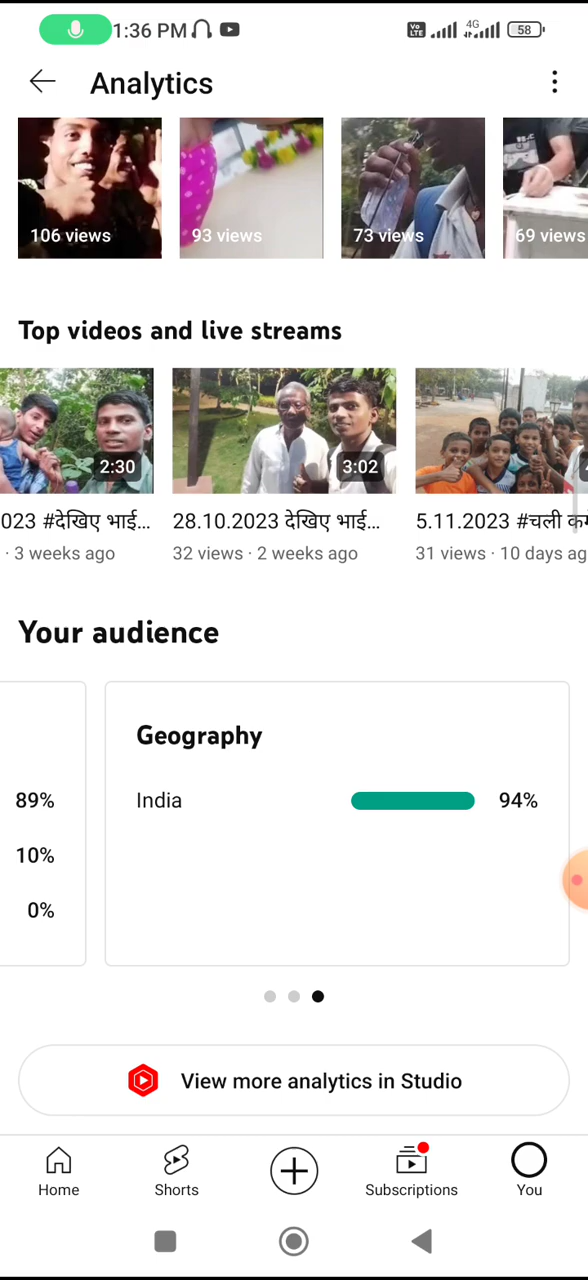 1:36 PM
Vo LTE
4G
58
Analytics
106 views
93 views
73 views
69 views
Top videos and live streams
2:30
3:02
023 #देखिए भाई...
28.10.2023 देखिए भाई...
5.11.2023 #चली
· 3 weeks ago
32 views · 2 weeks ago
31 views · 10 days ag
Your audience
89%
10%
0%
Geography
India
94%
View more analytics in Studio
Home
Shorts
Subscriptions
You